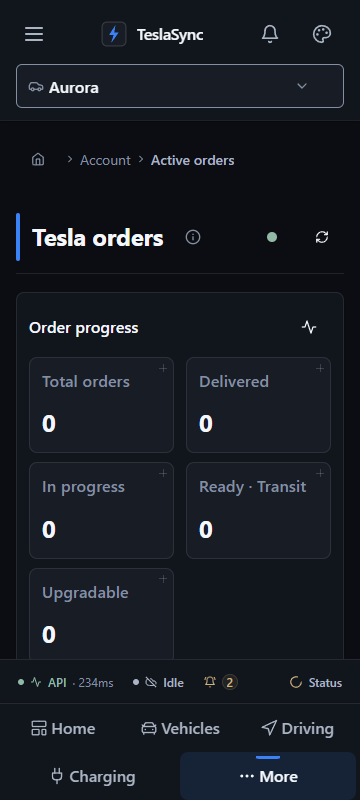 TeslaSync
Aurora
Account Active orders
Tesla orders
Order progress
Total orders Delivered
0 0
In progress Ready · Transit
0 0
Upgradable
0
API · 234ms Idle 2 Status
Home Vehicles Driving
Charging More